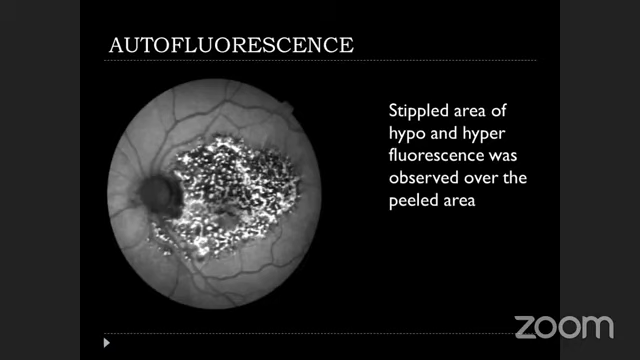 AUTOFLUORESCENCE
Stippled area of
hypo and hyper
fluorescence was
observed over the
peeled area
zoom